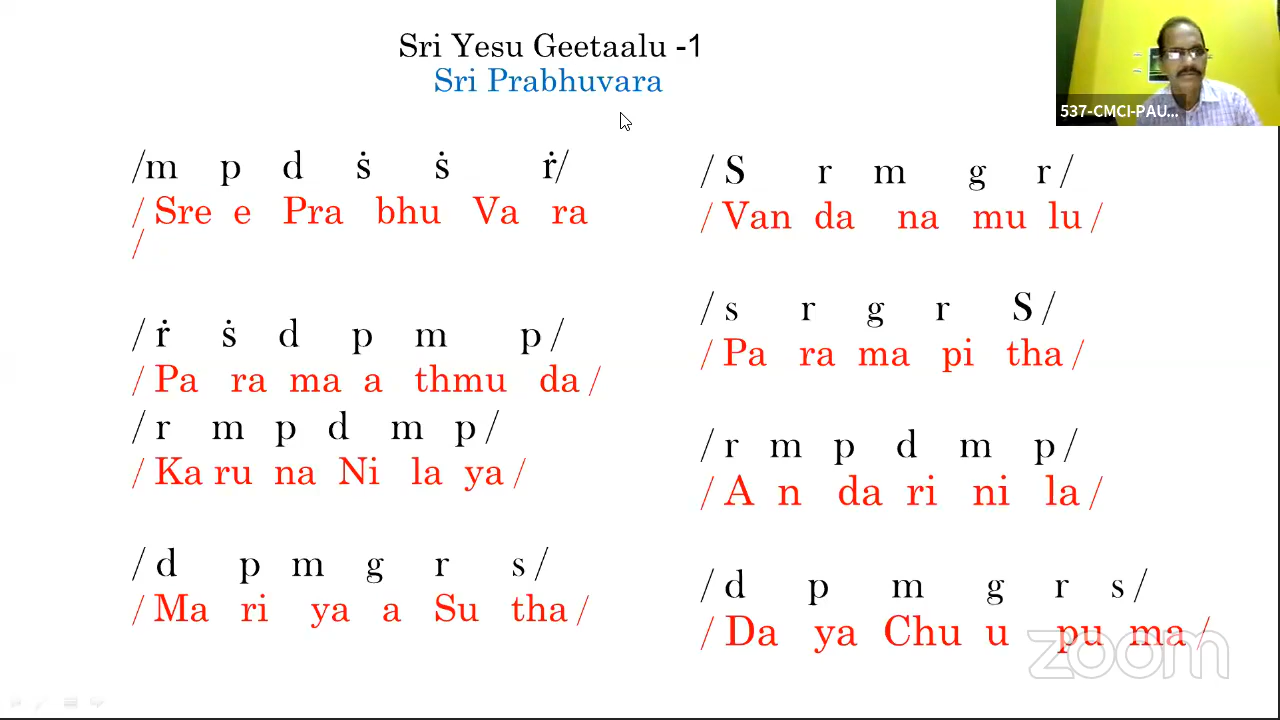 Sri Yesu Geetaalu -1
Sri Prabhuvara
537-CMCI-PAU...
/m p d ṡ ṡ ṙ/
/ Sre e Pra bhu Va ra
/
/ ṙ ṡ d p m p /
/ Pa ra ma a thmu da /
/ r m p d m p /
/ Ka ru na Ni la ya /
/ d p m g r s /
/ Ma ri ya a Su tha /
/ S r m g r /
/ Van da na mu lu /
/ s r g r S /
/ Pa ra ma pi tha /
/ r m p d m p /
/ A n da ri ni la /
/ d p m g r s /
/ Da ya Chu u pu ma /
zoom